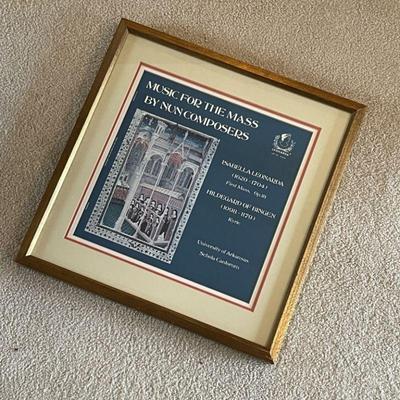 MUSIC FOR THE MASS
BY NUN COMPOSERS
LEONARDA
ISABELLA LEONARDA
(1620-1704)
First Mass, Op.18
HILDEGARD OF BINGEN
(1098-1179)
Kyrie
University of Arkansas
Schola Cantorum